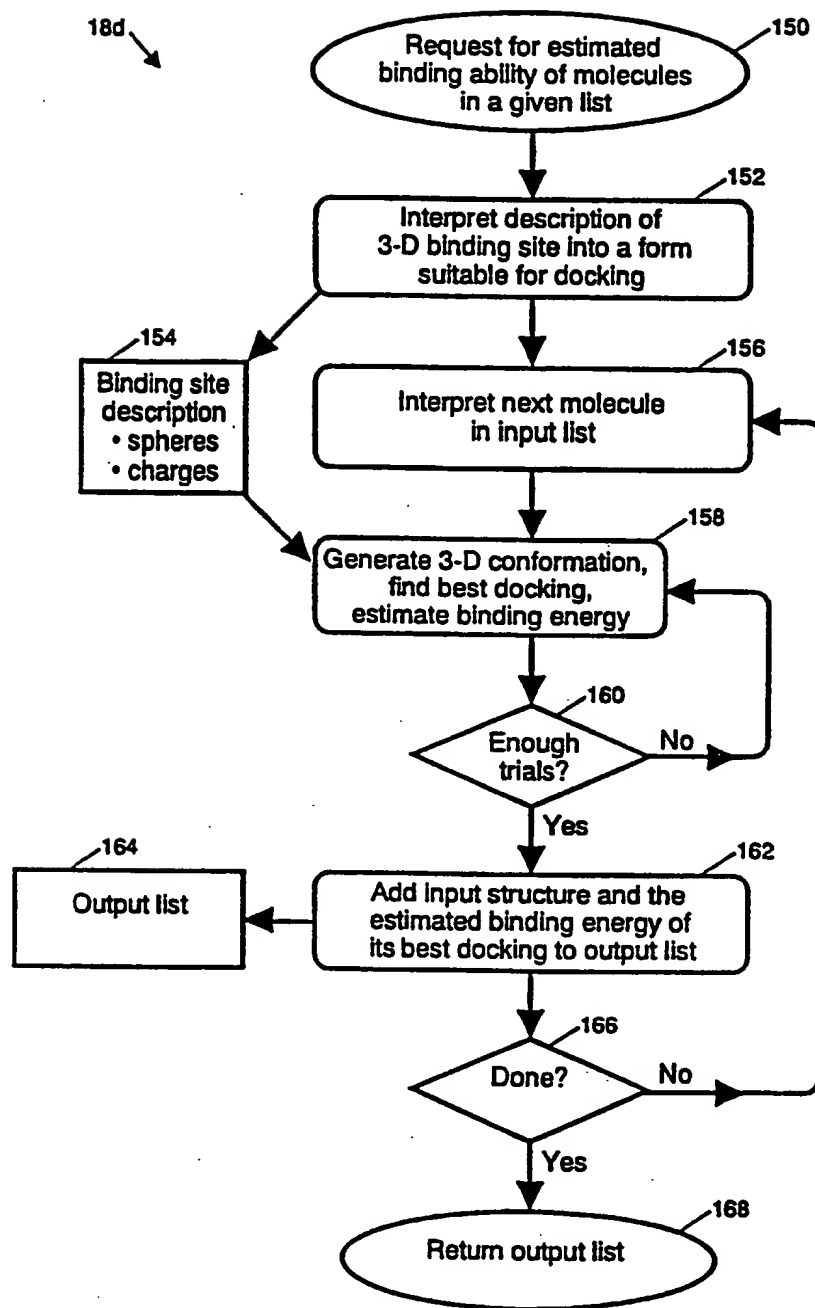 18d
150
Request for estimated
binding ability of molecules
in a given list
152
Interpret description of
3-D binding site into a form
suitable for docking
154
Binding site
description
• spheres
• charges
156
Interpret next molecule
in input list
158
Generate 3-D conformation,
find best docking,
estimate binding energy
160
Enough
trials?
No
Yes
164
Output list
162
Add input structure and the
estimated binding energy of
its best docking to output list
166
Done?
No
Yes
168
Return output list